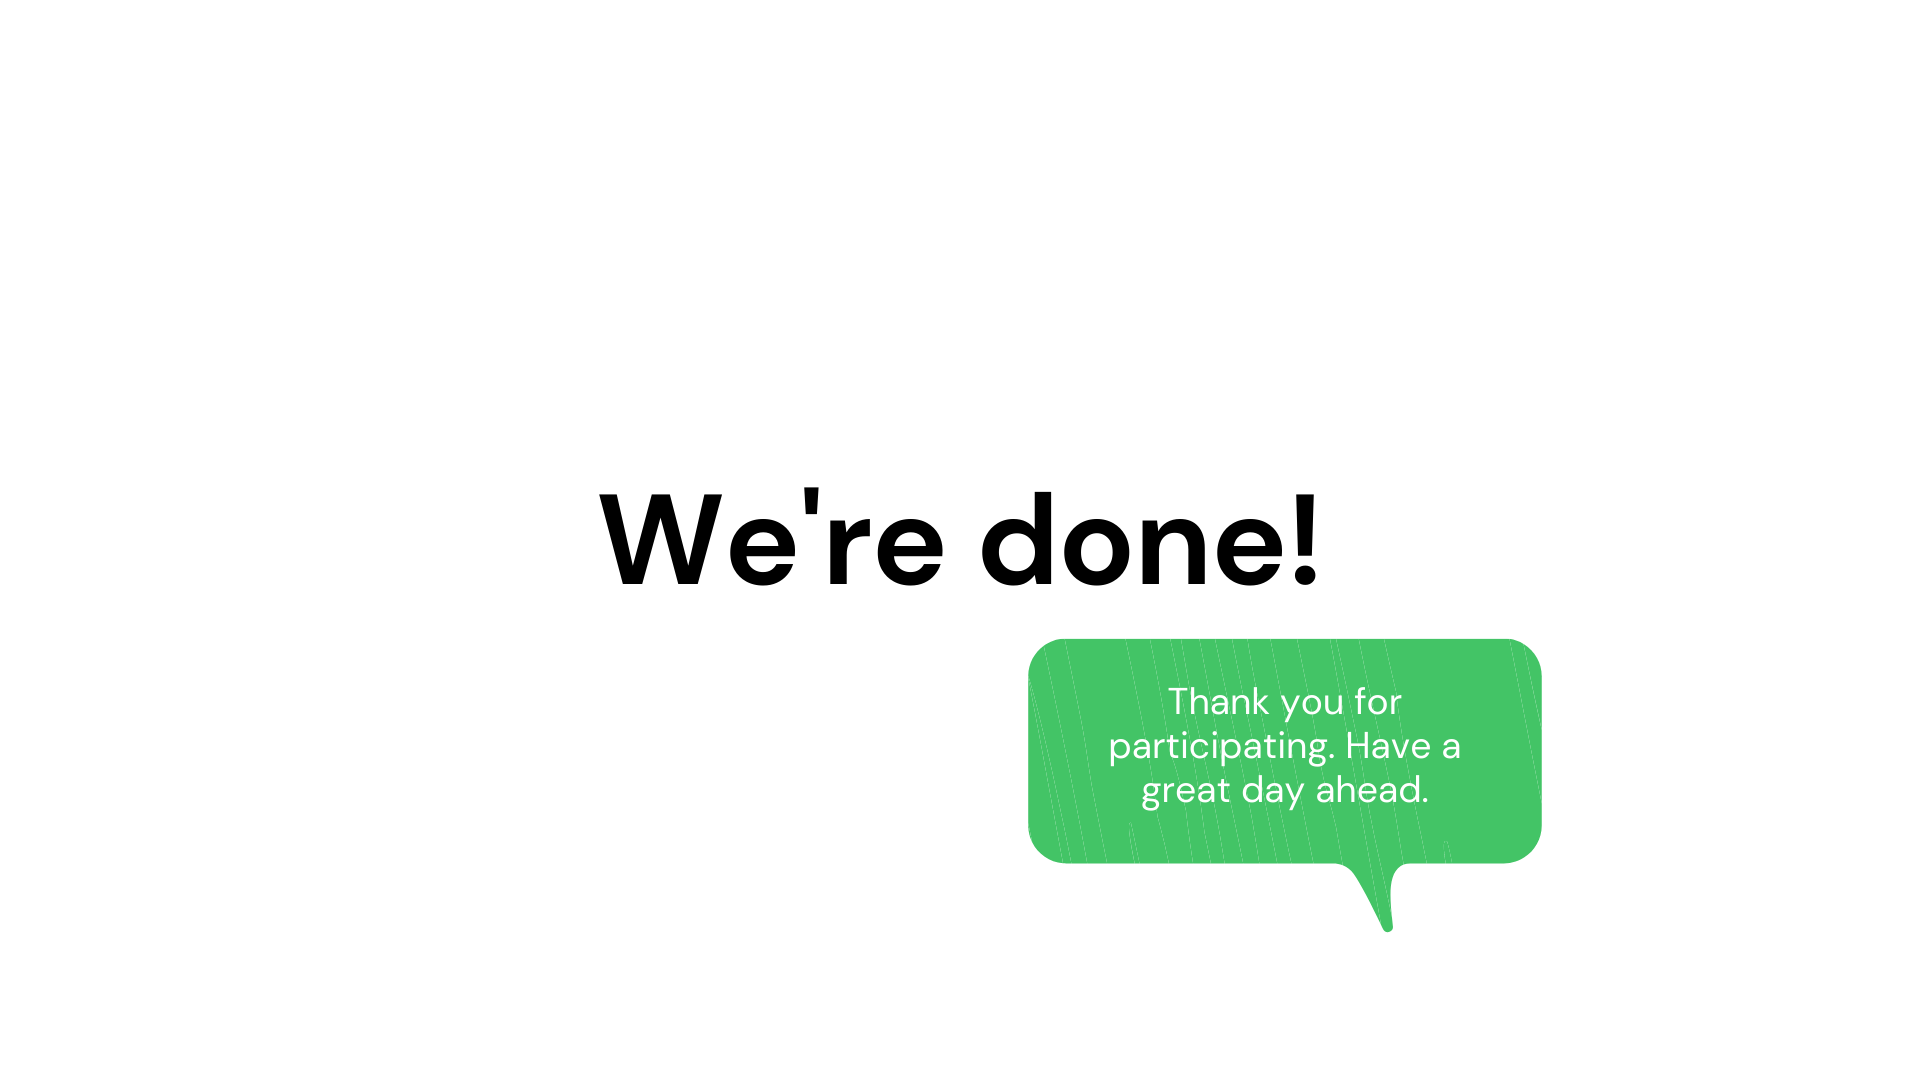 We're done!
Thank you for
participating. Have a
great day ahead.